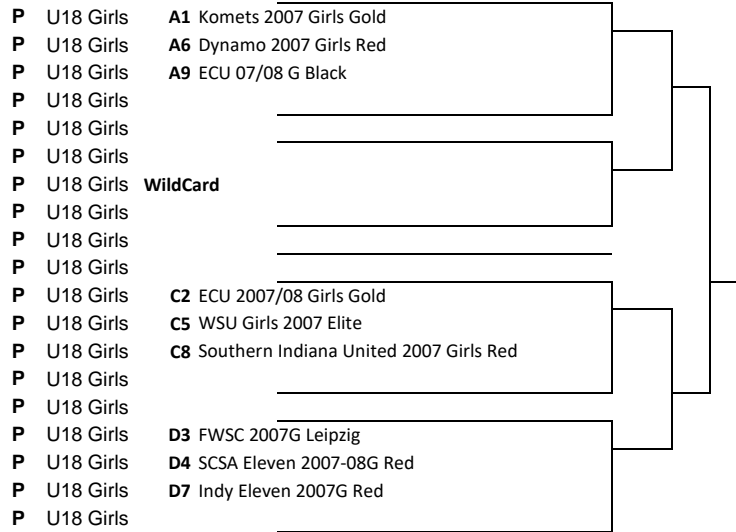 P U18 Girls A1 Komets 2007 Girls Gold
P U18 Girls A6 Dynamo 2007 Girls Red
P U18 Girls A9 ECU 07/08 G Black
P U18 Girls
P U18 Girls
P U18 Girls
P U18 Girls WildCard
P U18 Girls
P U18 Girls
P U18 Girls
P U18 Girls C2 ECU 2007/08 Girls Gold
P U18 Girls C5 WSU Girls 2007 Elite
P U18 Girls C8 Southern Indiana United 2007 Girls Red
P U18 Girls
P U18 Girls
P U18 Girls D3 FWSC 2007G Leipzig
P U18 Girls D4 SCSA Eleven 2007-08G Red
P U18 Girls D7 Indy Eleven 2007G Red
P U18 Girls